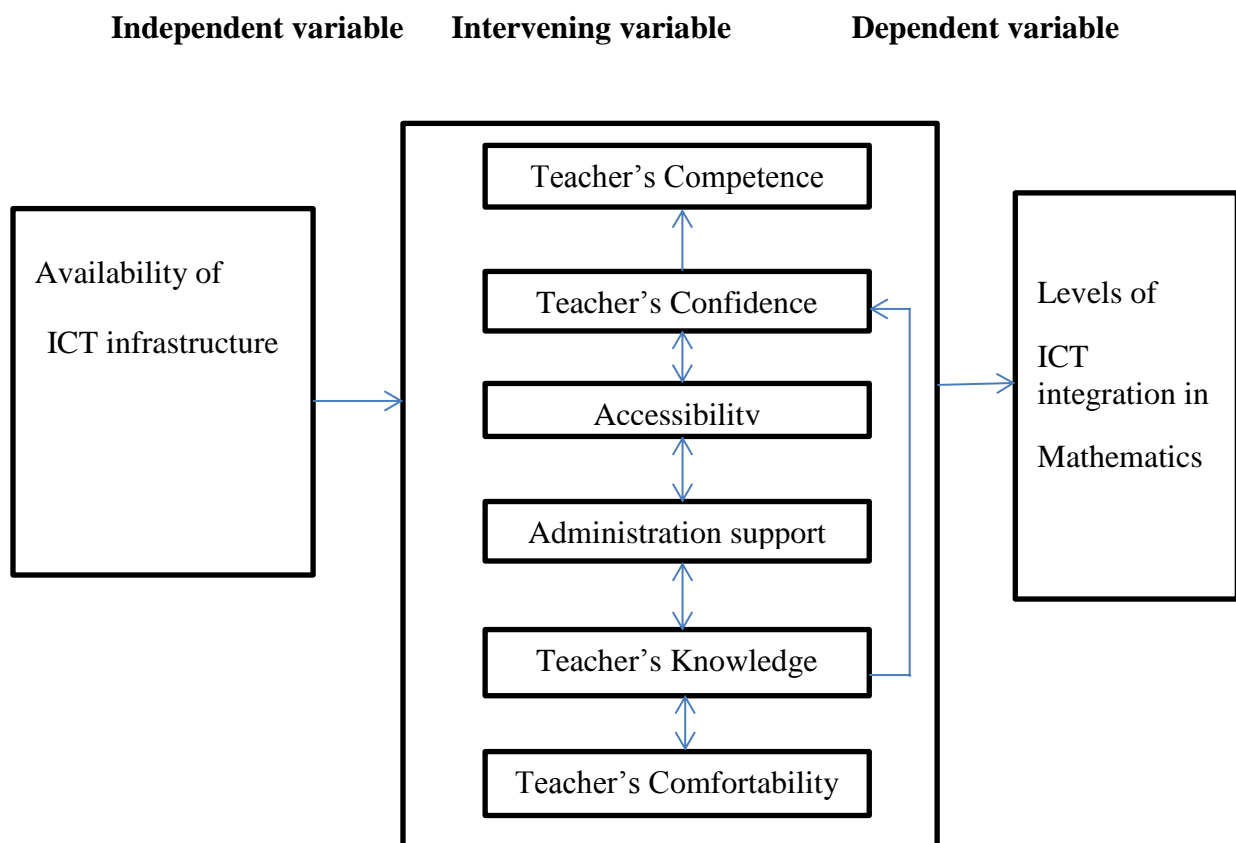 Independent variable Intervening variable Dependent variable
Availability of
ICT infrastructure
Teacher’s Competence
Teacher’s Confidence
Accessibility
Administration support
Teacher’s Knowledge
Teacher’s Comfortability
Levels of
ICT
integration in
Mathematics